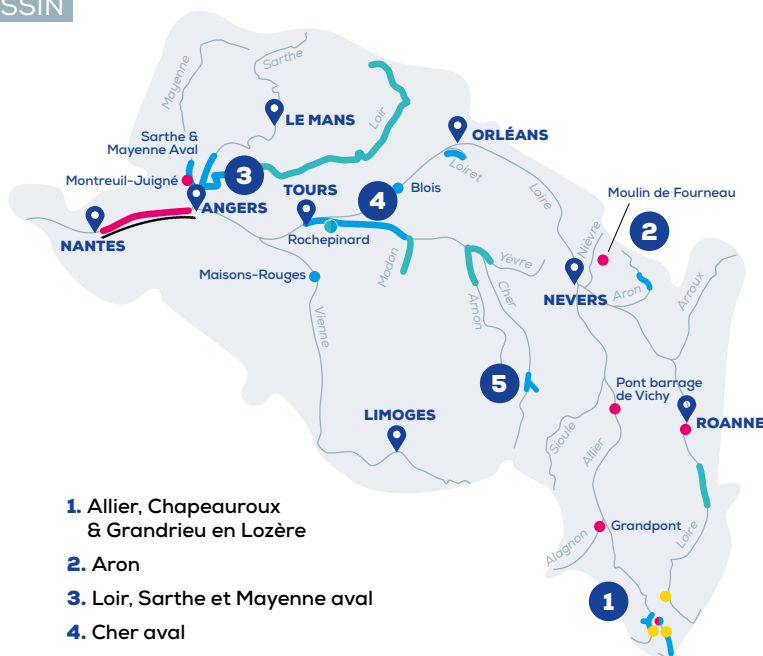 SSIN
Mayenne
Sarthe
Loir
LE MANS
Sarthe &
Mayenne Aval
3
Montreuil-Juigné
ANGERS
NANTES
TOURS
4
Blois
Rochepinard
ORLÉANS
Loiret
Loire
Moulin de Fourneau
2
Nièvre
Aron
Arroux
NEVERS
Maisons-Rouges
Modon
Yèvre
Cher
Arnon
Vienne
5
LIMOGES
Pont barrage
de Vichy
ROANNE
Sioule
Allier
Grandpont
Alagnon
Loire
1
1. Allier, Chapeauroux
& Grandrieu en Lozère
2. Aron
3. Loir, Sarthe et Mayenne aval
4. Cher aval